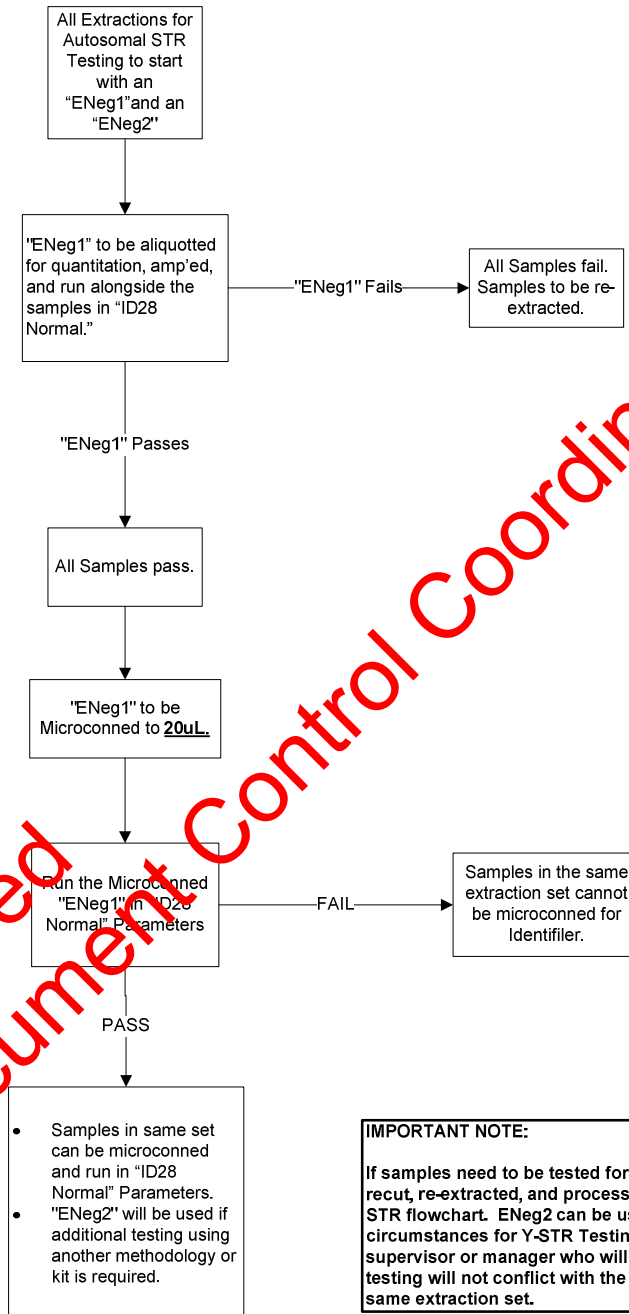 All Extractions for
Autosomal STR
Testing to start
with an
“ENeg1”and an
“ENeg2"
"ENeg1” to be aliquotted
for quantitation, amp’ed,
and run alongside the
samples in “ID28
Normal.”
"ENeg1" Fails
All Samples fail.
Samples to be re-
extracted.
"ENeg1" Passes
All Samples pass.
"ENeg1" to be
Microconned to 20uL.
Run the Microconned
"ENeg1" in "ID28
Normal” Parameters
FAIL
Samples in the same
extraction set cannot
be microconned for
Identifiler.
PASS
• Samples in same set
can be microconned
and run in “ID28
Normal” Parameters.
• "ENeg2" will be used if
additional testing using
another methodology or
kit is required.
IMPORTANT NOTE:
If samples need to be tested for
recut, re-extracted, and process
STR flowchart. ENeg2 can be
circumstances for Y-STR Testin
supervisor or manager who will
testing will not conflict with the
same extraction set.
ed
cument Control Coordin